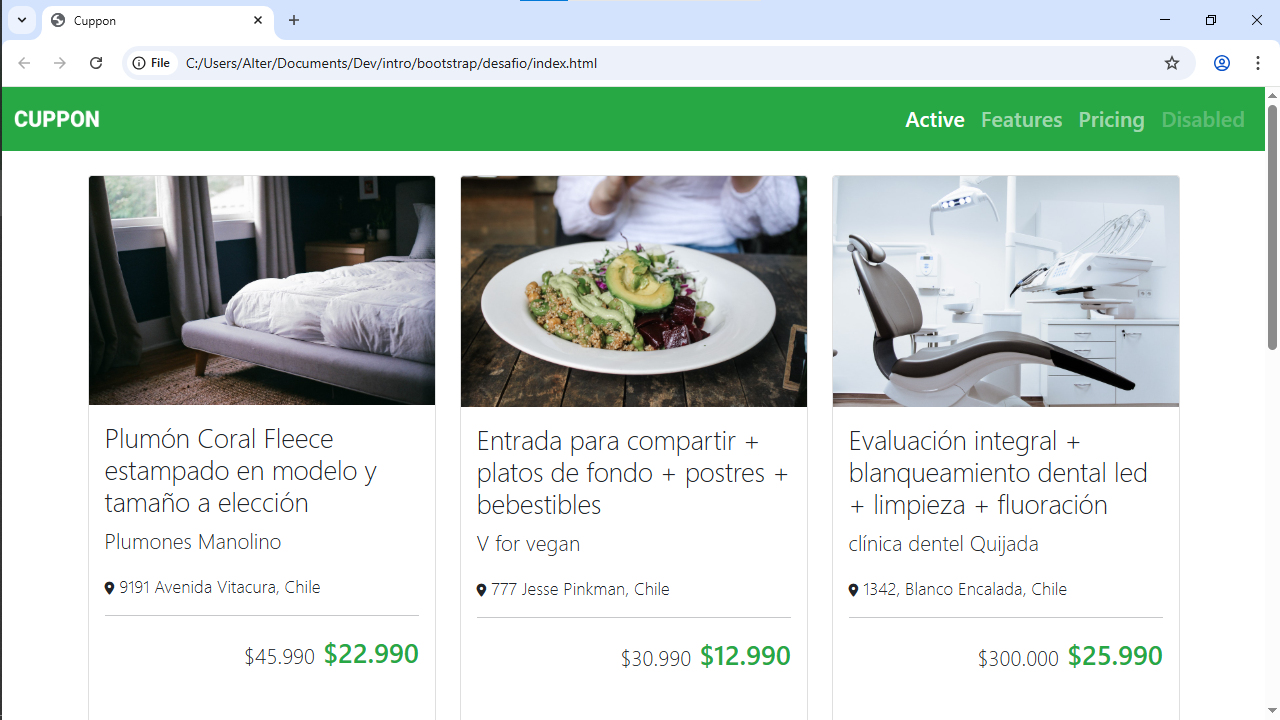 Cuppon
File
C:/Users/Alter/Documents/Dev/intro/bootstrap/desafio/index.html
CUPPON
Active
Features
Pricing
Disabled
Plumón Coral Fleece
estampado en modelo y
tamaño a elección
Plumones Manolino
9191 Avenida Vitacura, Chile
$45.990 $22.990
Entrada para compartir +
platos de fondo + postres +
bebestibles
V for vegan
777 Jesse Pinkman, Chile
$30.990 $12.990
Evaluación integral +
blanqueamiento dental led
+ limpieza + fluoración
clínica dentel Quijada
1342, Blanco Encalada, Chile
$300.000 $25.990